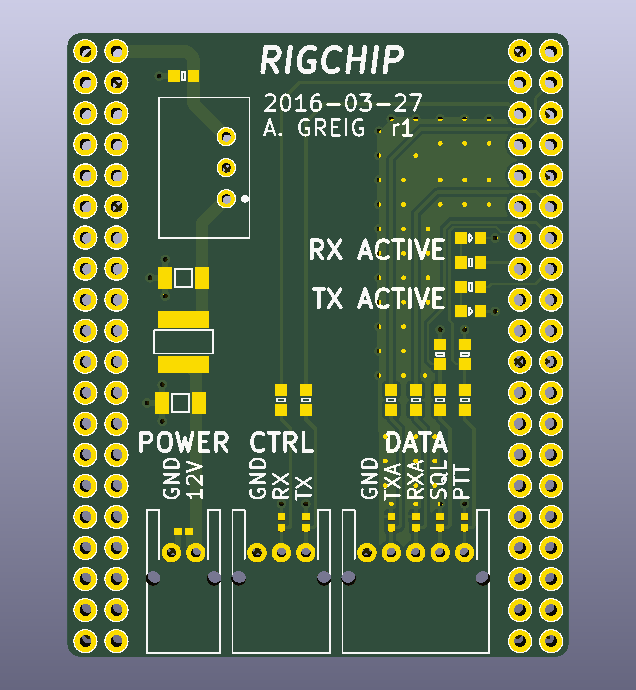 RIGCHIP
2016-03-27
A. GREIG r1
RX ACTIVE
TX ACTIVE
POWER CTRL DATA
GND 12V GND RX TX GND TXA RXA SQL PTT